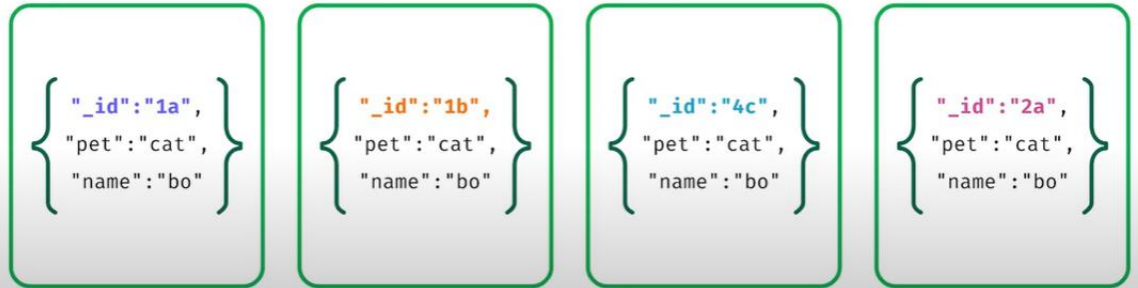 { "_id":"1a",
"pet":"cat",
"name":"bo" }
{ "_id":"1b",
"pet":"cat",
"name":"bo" }
{ "_id":"4c",
"pet":"cat",
"name":"bo" }
{ "_id":"2a",
"pet":"cat",
"name":"bo" }